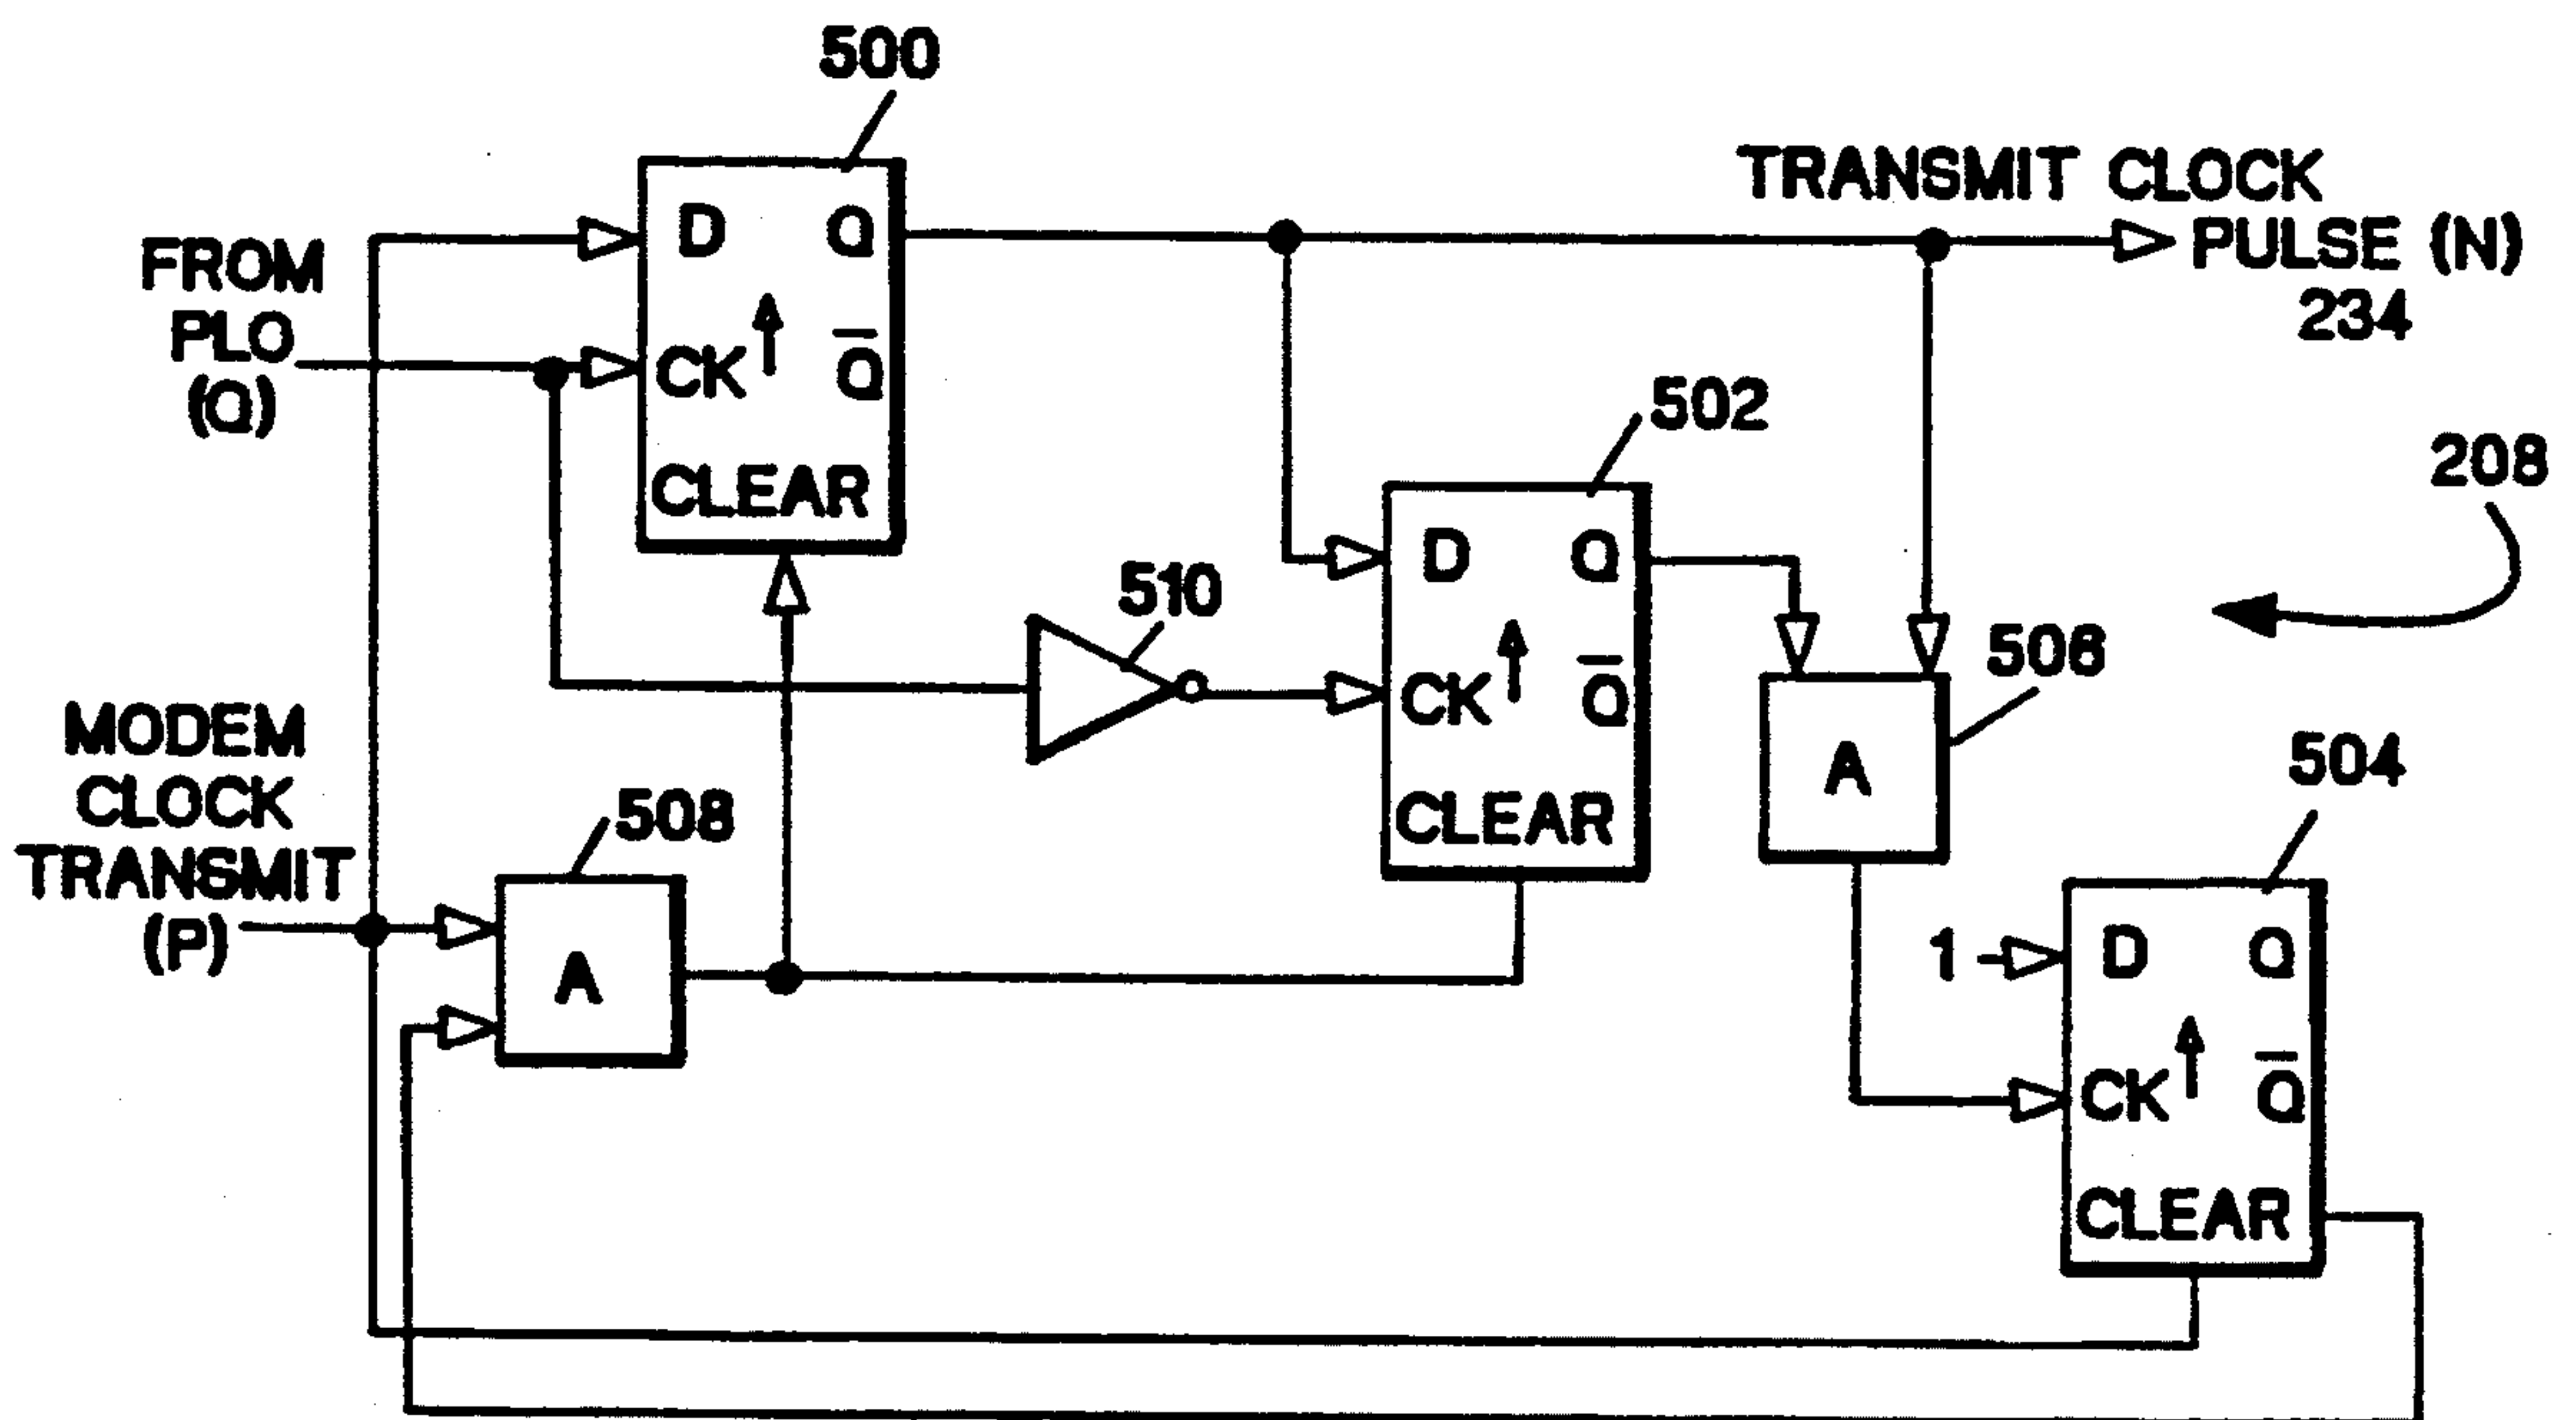 500
D Q
CK Q̅
CLEAR
FROM
PLO
(Q)
TRANSMIT CLOCK
PULSE (N)
234
502
D Q
CK Q̅
CLEAR
208
510
506
A
MODEM
CLOCK
TRANSMIT
(P)
508
A
504
1
D Q
CK Q̅
CLEAR